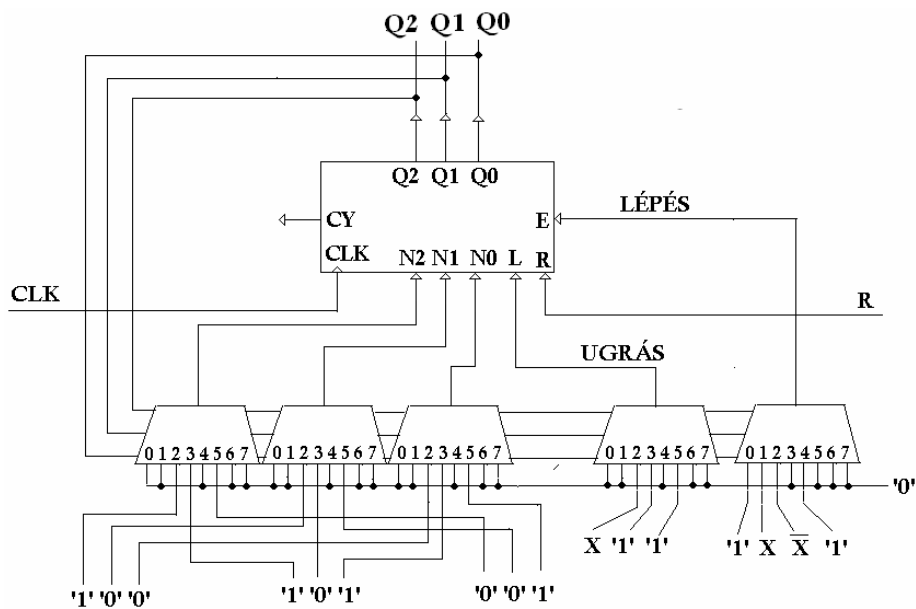 Q2 Q1 Q0
Q2 Q1 Q0
CY E LÉPÉS
CLK N2 N1 N0 L R
CLK R
UGRÁS
0 1 2 3 4 5 6 7 0 1 2 3 4 5 6 7 0 1 2 3 4 5 6 7 0 1 2 3 4 5 6 7 0 1 2 3 4 5 6 7
'0'
X '1' '1' '1' X X̅ '1'
'1' '0' '0' '1' '0' '1' '0' '0' '1'